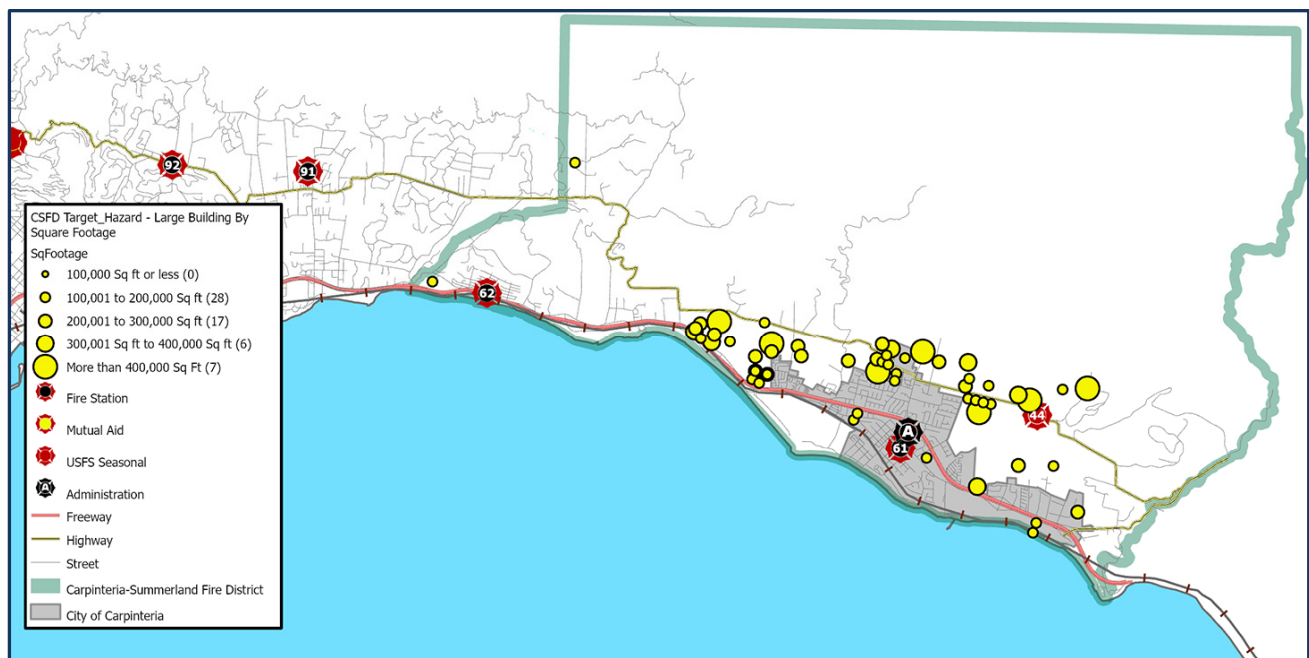 92
91
CSFD Target_Hazard - Large Building By
Square Footage
SqFootage
100,000 Sq ft or less (0)
100,001 to 200,000 Sq ft (28)
200,001 to 300,000 Sq ft (17)
300,001 Sq ft to 400,000 Sq ft (6)
More than 400,000 Sq Ft (7)
Fire Station
Mutual Aid
USFS Seasonal
A
Administration
Freeway
Highway
Street
Carpinteria-Summerland Fire District
City of Carpinteria
62
44
A
61